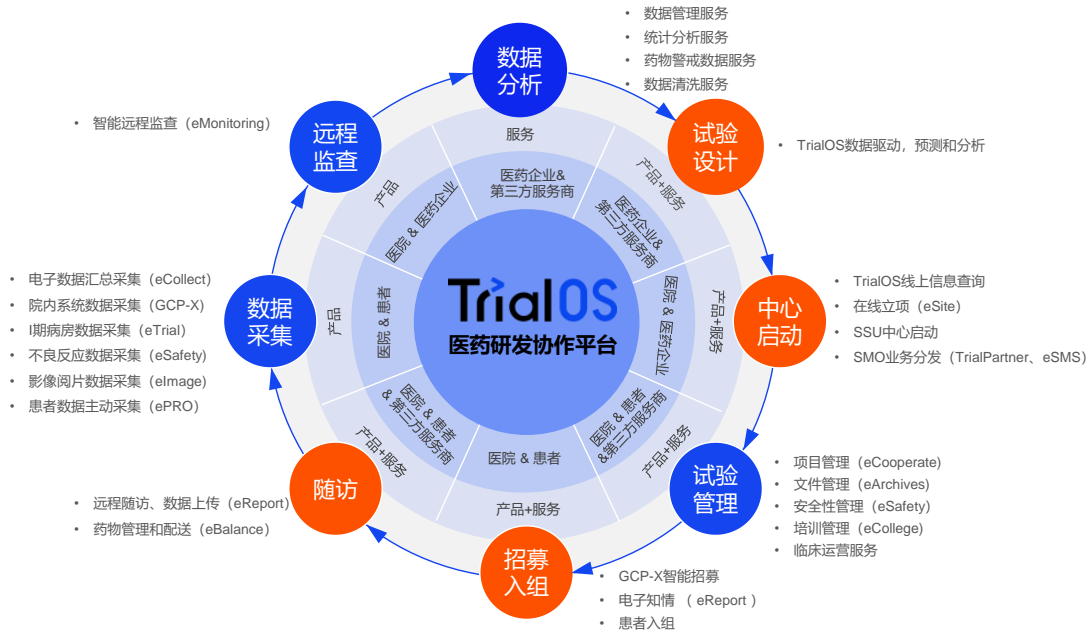 数据
分析
• 数据管理服务
• 统计分析服务
• 药物警戒数据服务
• 数据清洗服务
试验
设计
• TrialOS数据驱动，预测和分析
中心
启动
• TrialOS线上信息查询
• 在线立项（eSite）
• SSU中心启动
• SMO业务分发（TrialPartner、eSMS）
试验
管理
• 项目管理（eCooperate）
• 文件管理（eArchives）
• 安全性管理（eSafety）
• 培训管理（eCollege）
• 临床运营服务
招募
入组
• GCP-X智能招募
• 电子知情 （ eReport ）
• 患者入组
随访
• 远程随访、数据上传（eReport）
• 药物管理和配送（eBalance）
数据
采集
• 电子数据汇总采集（eCollect）
• 院内系统数据采集（GCP-X）
• I期病房数据采集（eTrial）
• 不良反应数据采集（eSafety）
• 影像阅片数据采集（eImage）
• 患者数据主动采集（ePRO）
远程
监查
• 智能远程监查（eMonitoring）
服务
医药企业&
第三方服务商
产品+服务
医药企业&
第三方服务商
产品+服务
医院 & 医药企业
产品+服务
医院 & 患者
&第三方服务商
产品+服务
医院 & 患者
产品+服务
医院 & 患者
& 第三方服务商
产品
医院 & 患者
产品
医院 & 医药企业
TrialOS
医药研发协作平台